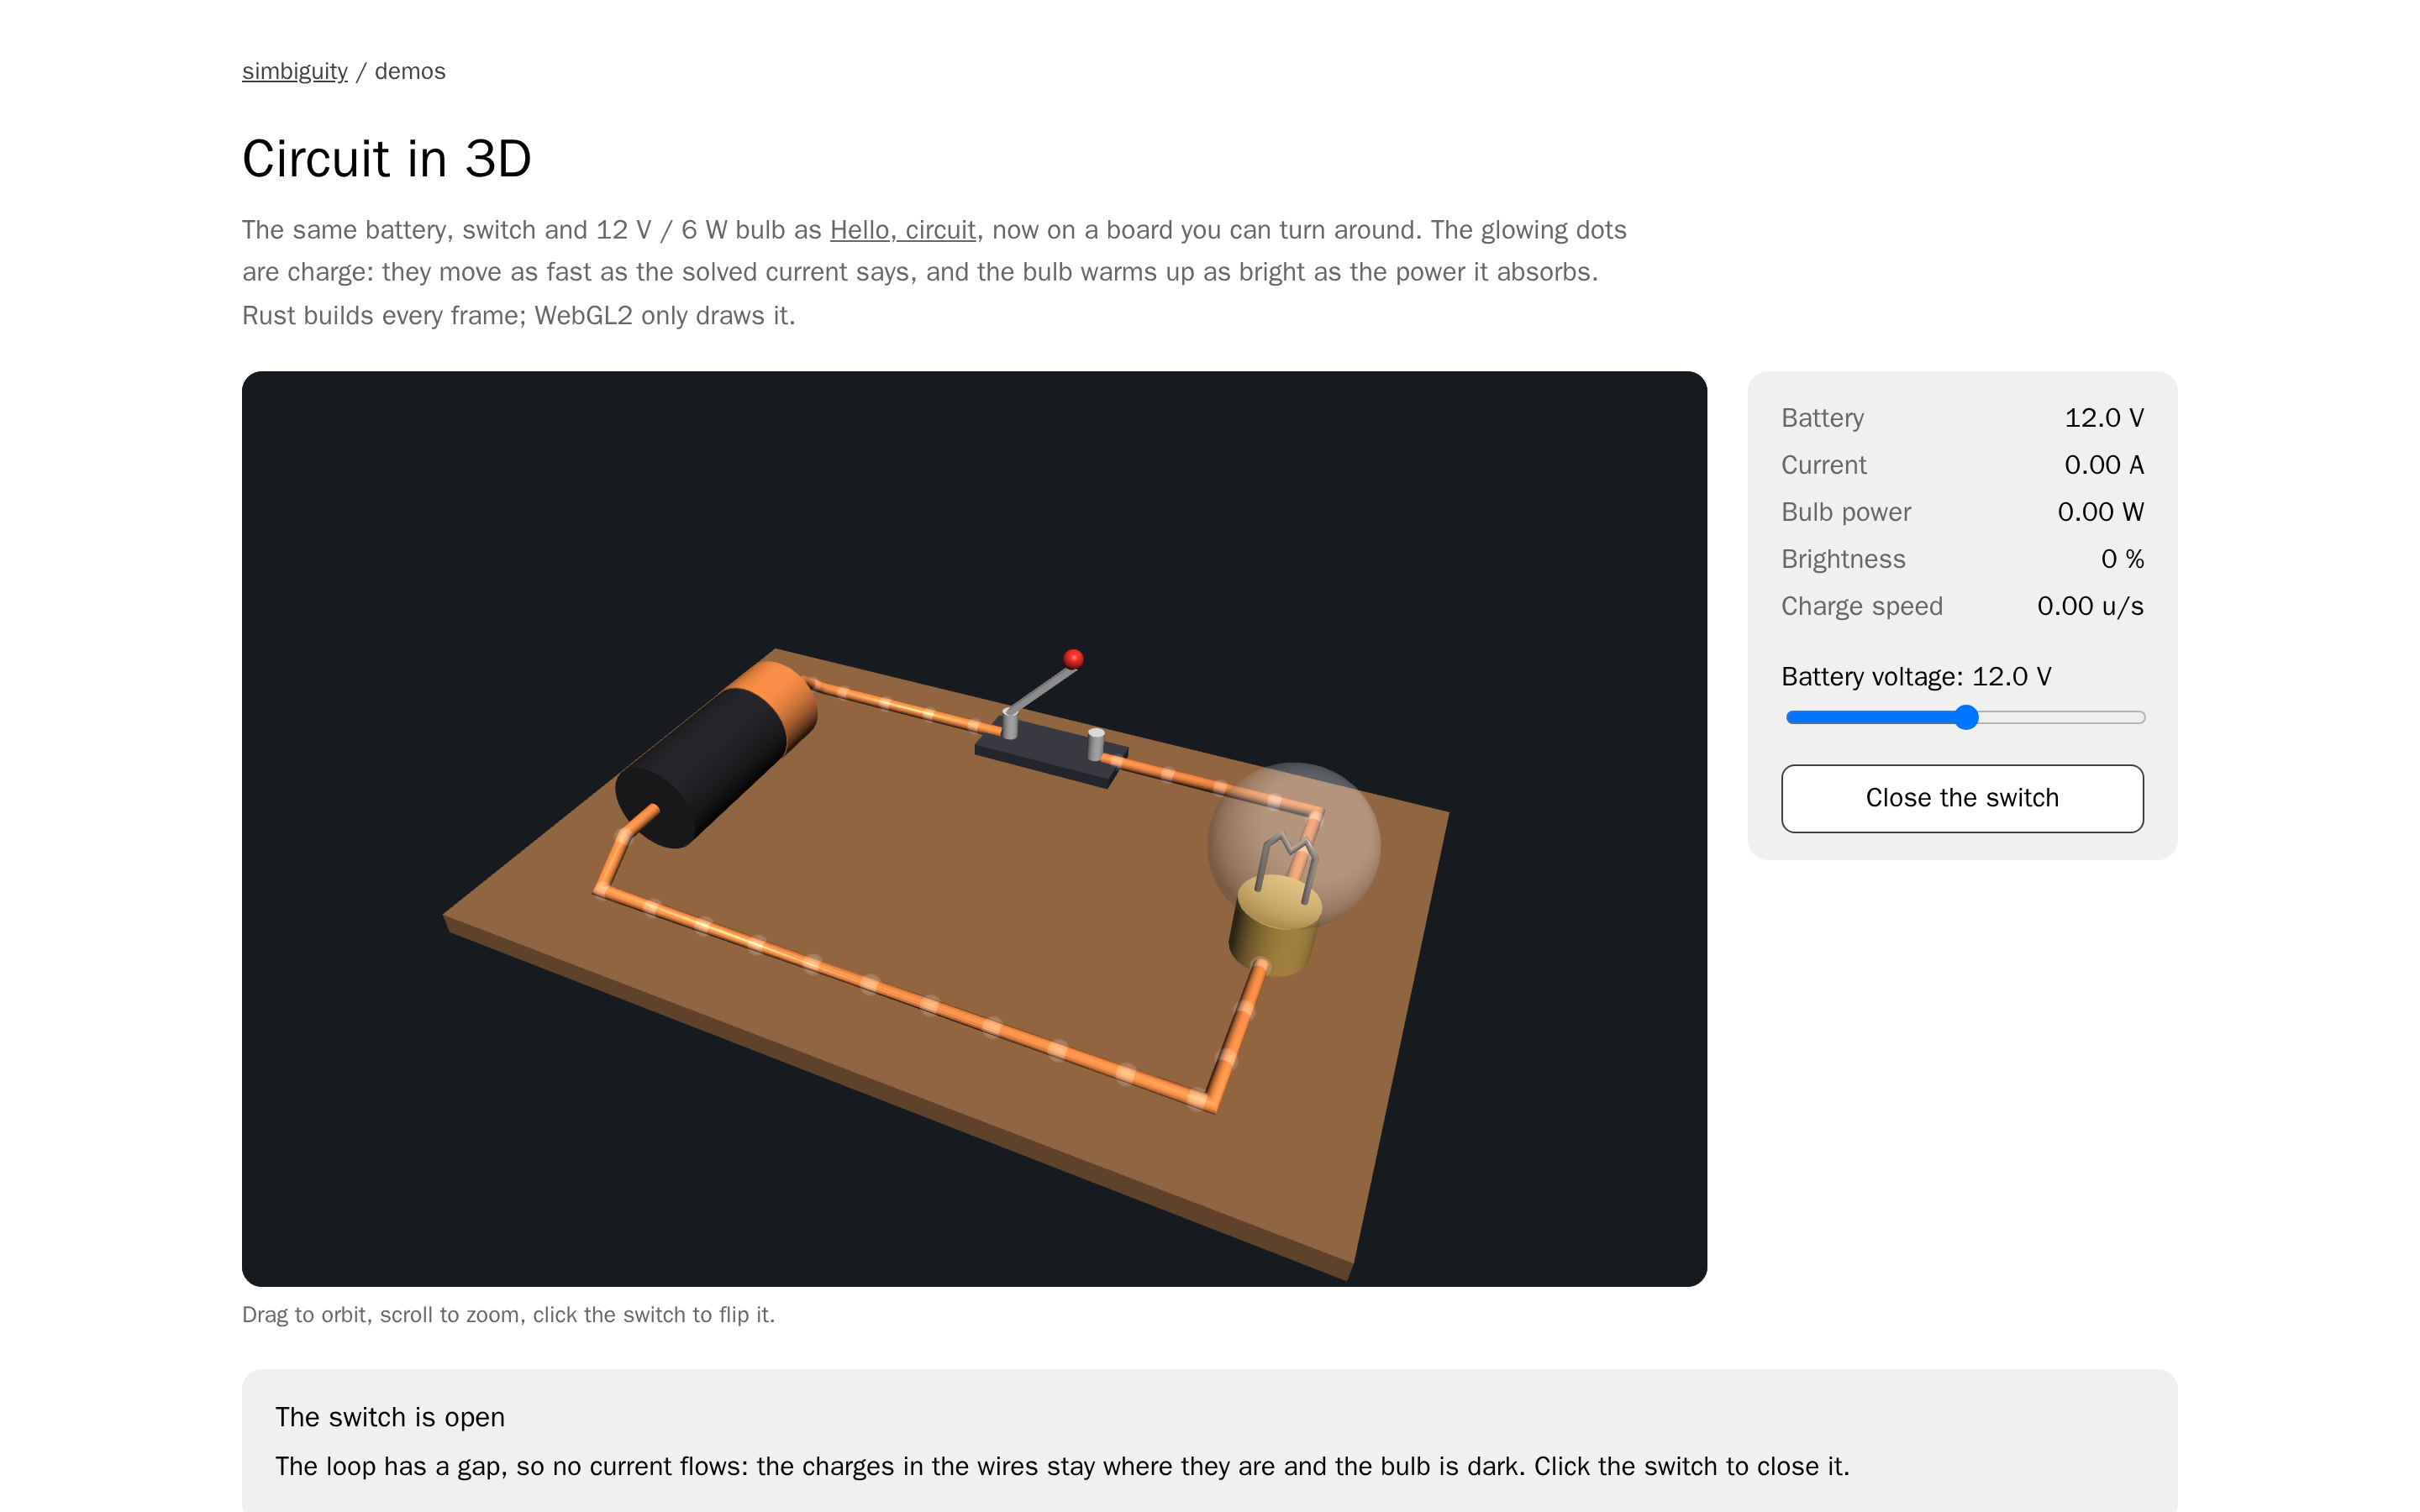 simbiguity / demos
Circuit in 3D
The same battery, switch and 12 V / 6 W bulb as Hello, circuit, now on a board you can turn around. The glowing dots
are charge: they move as fast as the solved current says, and the bulb warms up as bright as the power it absorbs.
Rust builds every frame; WebGL2 only draws it.
Battery 12.0 V
Current 0.00 A
Bulb power 0.00 W
Brightness 0 %
Charge speed 0.00 u/s
Battery voltage: 12.0 V
Close the switch
Drag to orbit, scroll to zoom, click the switch to flip it.
The switch is open
The loop has a gap, so no current flows: the charges in the wires stay where they are and the bulb is dark. Click the switch to close it.